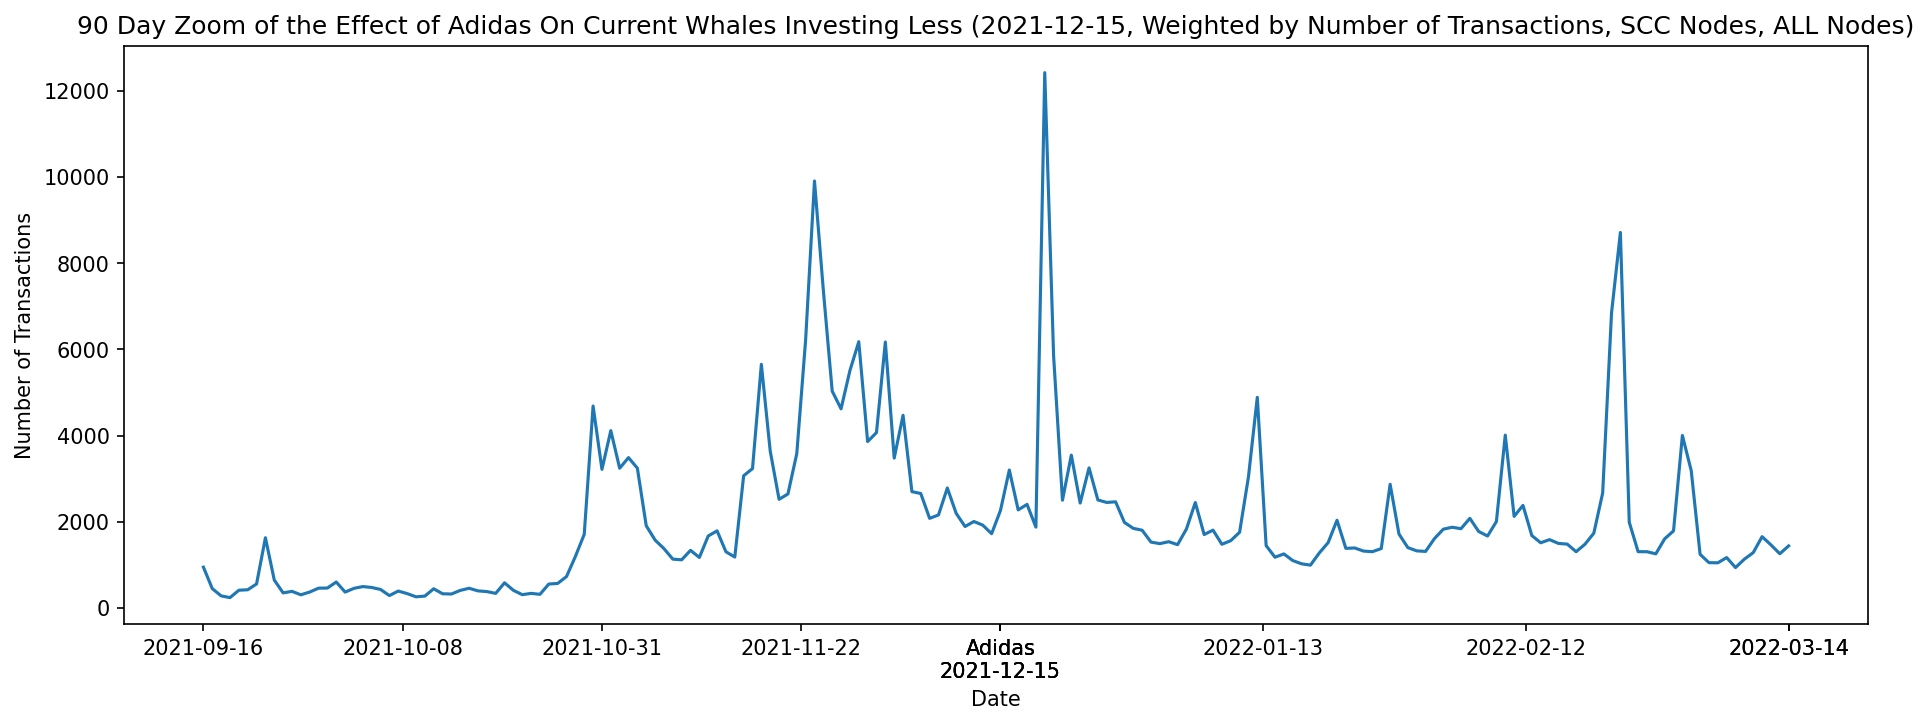 90 Day Zoom of the Effect of Adidas On Current Whales Investing Less (2021-12-15, Weighted by Number of Transactions, SCC Nodes, ALL Nodes)
Number of Transactions
12000
10000
8000
6000
4000
2000
0
2021-09-16 2021-10-08 2021-10-31 2021-11-22 Adidas 2022-01-13 2022-02-12 2022-03-14
2021-12-15
Date